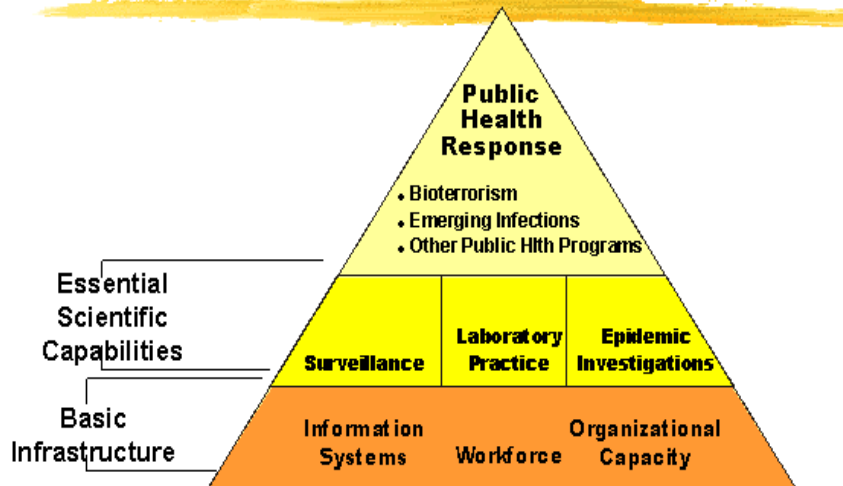 Public
Health
Response
• Bioterrorism
• Emerging Infections
• Other Public Hlth Programs
Essential
Scientific
Capabilities
Surveillance
Laboratory
Practice
Epidemic
Investigations
Basic
Infrastructure
Information
Systems
Workforce
Organizational
Capacity